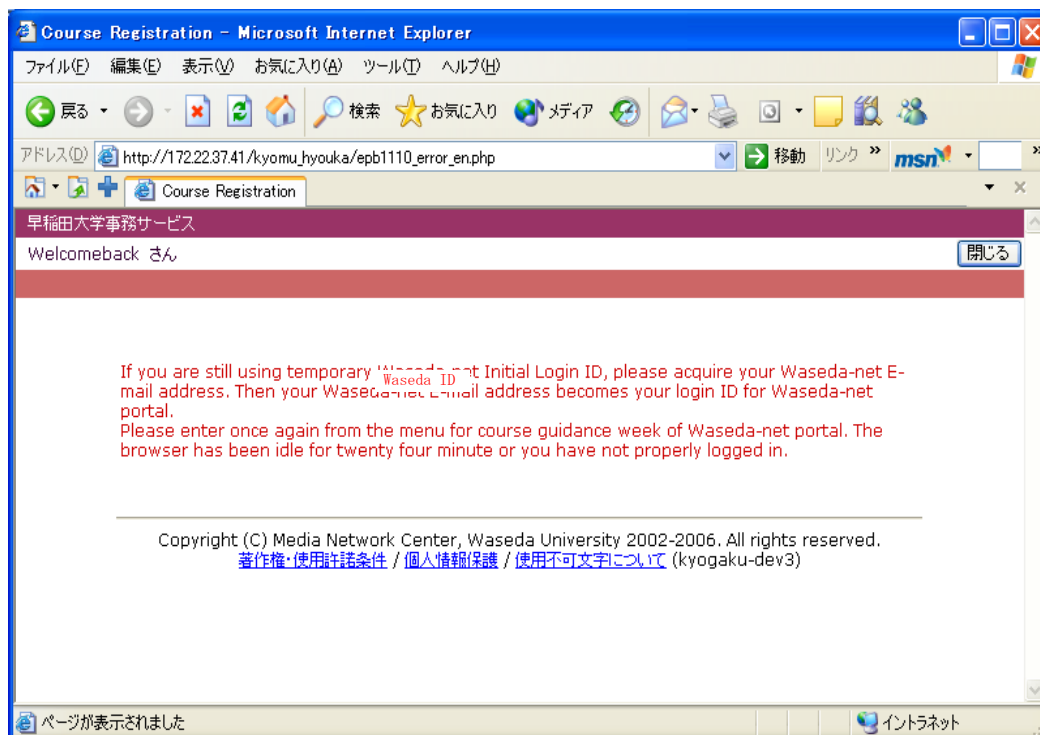 Course Registration - Microsoft Internet Explorer
ファイル(F) 編集(E) 表示(V) お気に入り(A) ツール(T) ヘルプ(H)
戻る 検索 お気に入り メディア
アドレス(D) http://172.22.37.41/kyomu_hyouka/epb1110_error_en.php 移動 リンク » msn »
Course Registration
早稲田大学事務サービス
Welcomeback さん 閉じる
If you are still using temporary Waseda-net Initial Login ID, please acquire your Waseda-net E-
Waseda ID
mail address. Then your Waseda-net E-mail address becomes your login ID for Waseda-net
portal.
Please enter once again from the menu for course guidance week of Waseda-net portal. The
browser has been idle for twenty four minute or you have not properly logged in.
Copyright (C) Media Network Center, Waseda University 2002-2006. All rights reserved.
著作権・使用許諾条件 / 個人情報保護 / 使用不可文字について (kyogaku-dev3)
ページが表示されました イントラネット